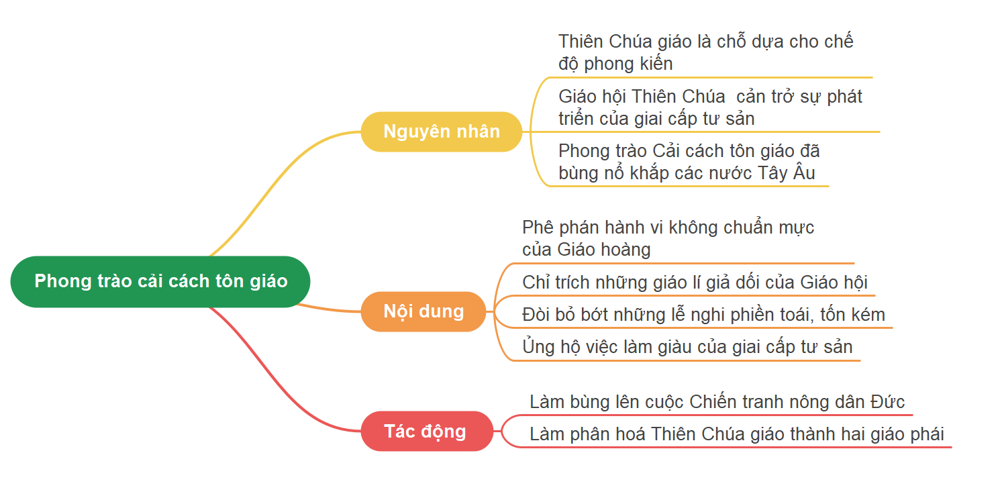 Phong trào cải cách tôn giáo
Nguyên nhân
Thiên Chúa giáo là chỗ dựa cho chế
độ phong kiến
Giáo hội Thiên Chúa  cản trở sự phát
triển của giai cấp tư sản
Phong trào Cải cách tôn giáo đã
bùng nổ khắp các nước Tây Âu
Nội dung
Phê phán hành vi không chuẩn mực
của Giáo hoàng
Chỉ trích những giáo lí giả dối của Giáo hội
Đòi bỏ bớt những lễ nghi phiền toái, tốn kém
Ủng hộ việc làm giàu của giai cấp tư sản
Tác động
Làm bùng lên cuộc Chiến tranh nông dân Đức
Làm phân hoá Thiên Chúa giáo thành hai giáo phái